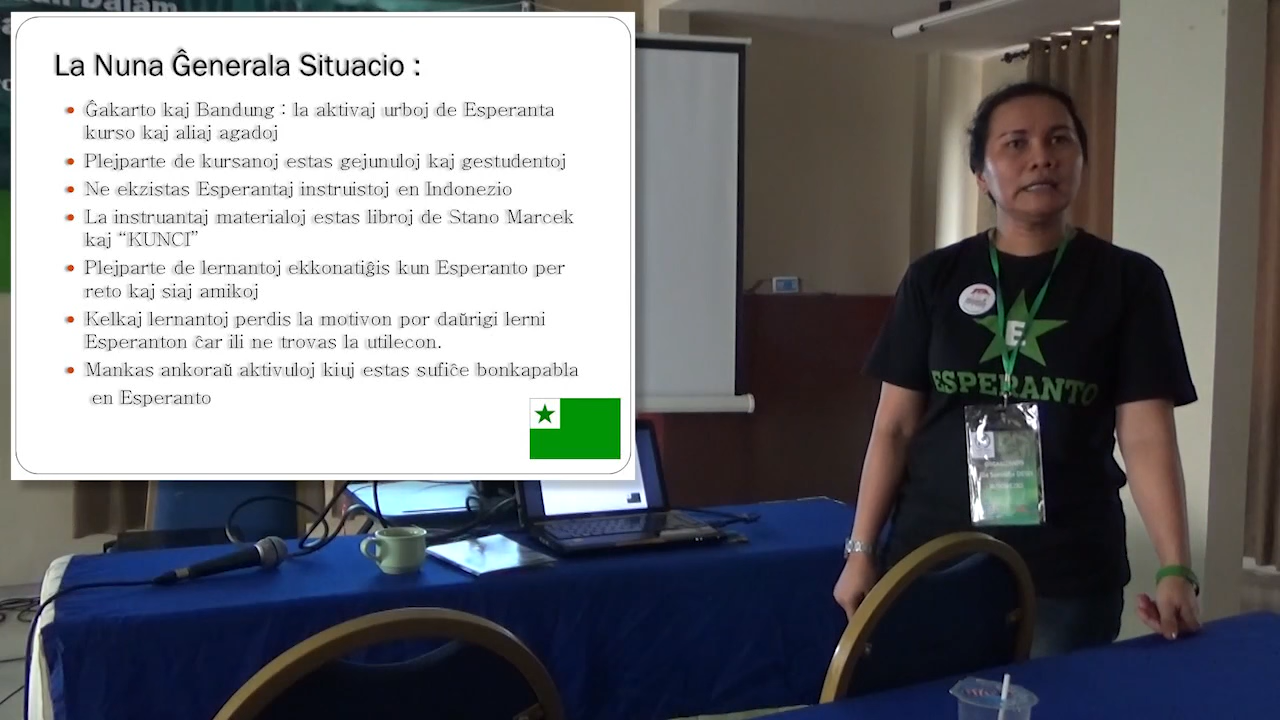 La Nuna Ĝenerala Situacio :
Ĝakarto kaj Bandung : la aktivaj urboj de Esperanta
kurso kaj aliaj agadoj
Plejparte de kursanoj estas gejunuloj kaj gestudentoj
Ne ekzistas Esperantaj instruistoj en Indonezio
La instruantaj materialoj estas libroj de Stano Marcek
kaj “KUNCI”
Plejparte de lernantoj ekkonatiĝis kun Esperanto per
reto kaj siaj amikoj
Kelkaj lernantoj perdis la motivon por daŭrigi lerni
Esperanton ĉar ili ne trovas la utilecon.
Mankas ankoraŭ aktivuloj kiuj estas sufiĉe bonkapabla
en Esperanto
E
ESPERANTO